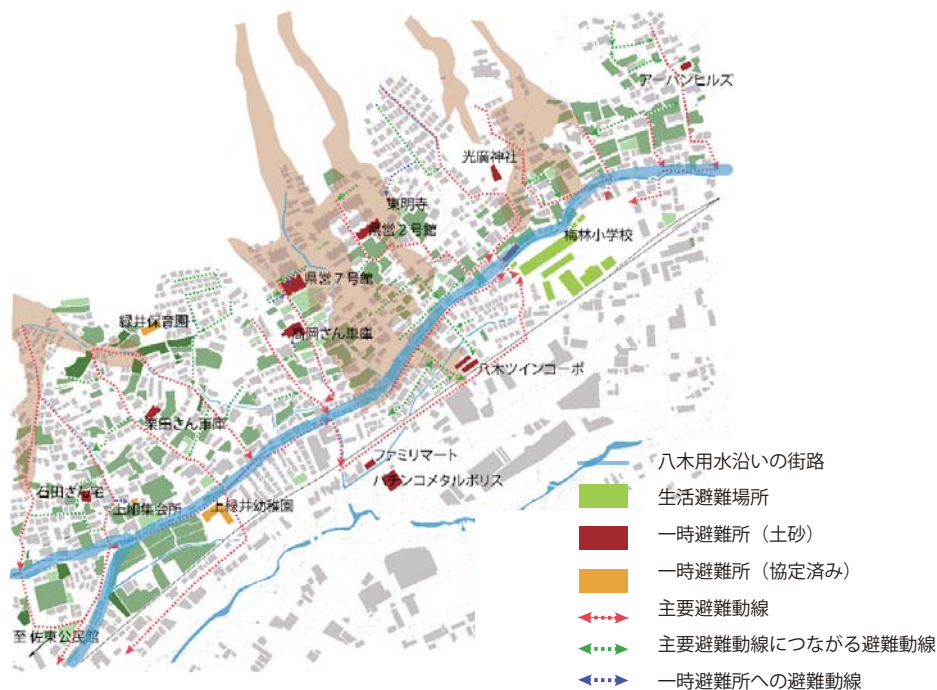 アーバンヒルズ
光廣神社
東明寺
県営２号館
梅林小学校
県営７号館
緑井保育園
高岡さん車庫
八木ツインコーポ
栗田さん車庫
ファミリマート
パチンコメタルポリス
石田さん宅
上組集会所
上緑井幼稚園
至 佐東公民館
八木用水沿いの街路
生活避難場所
一時避難所（土砂）
一時避難所（協定済み）
主要避難動線
主要避難動線につながる避難動線
一時避難所への避難動線